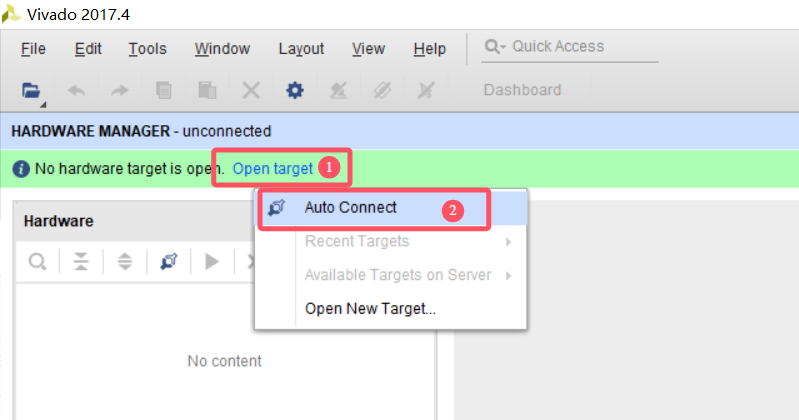 Vivado 2017.4
File Edit Tools Window Layout View Help Quick Access
Dashboard
HARDWARE MANAGER - unconnected
No hardware target is open. Open target 1
Auto Connect 2
Hardware
Recent Targets
Available Targets on Server
Open New Target...
No content